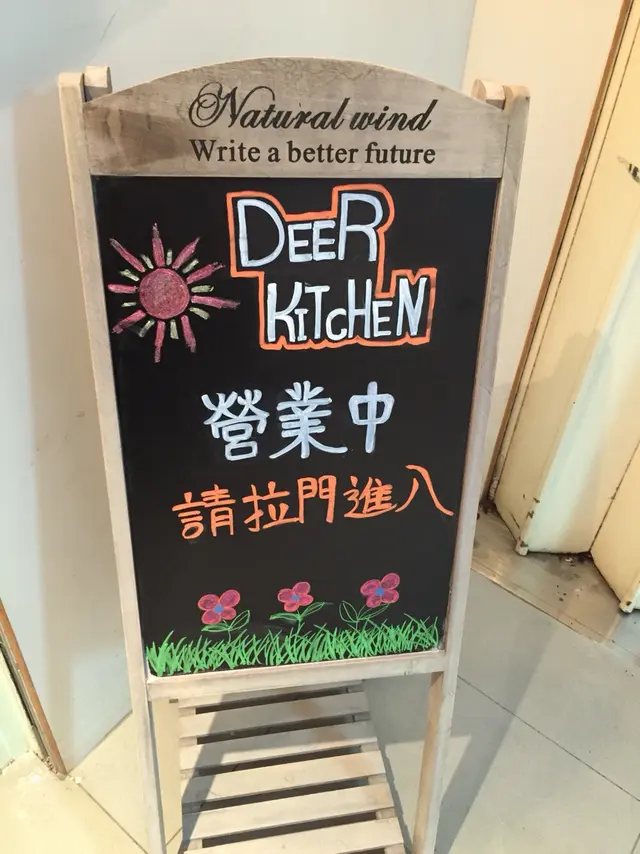 Natural wind
Write a better future
DEER
KITCHEN
營業中
請拉門進入